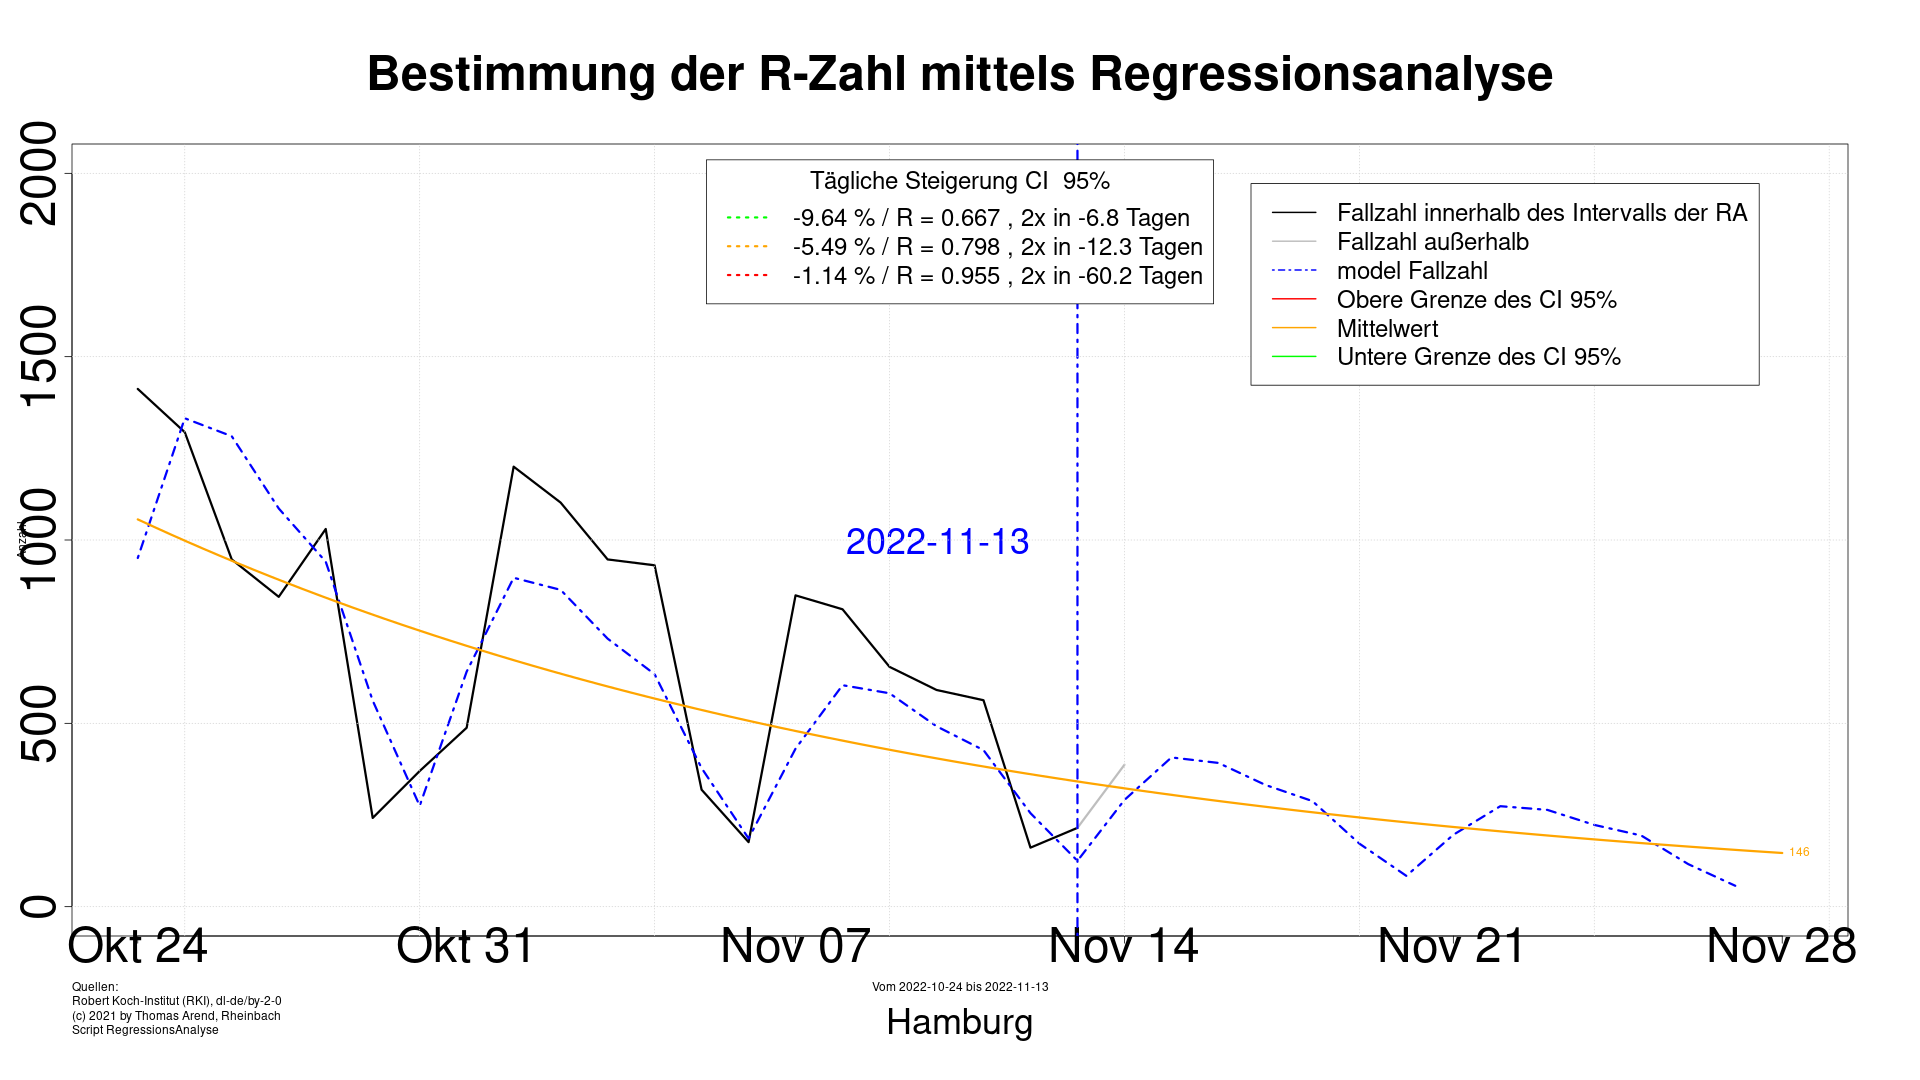 Bestimmung der R-Zahl mittels Regressionsanalyse
Tägliche Steigerung CI 95%
-9.64 % / R = 0.667 , 2x in -6.8 Tagen
-5.49 % / R = 0.798 , 2x in -12.3 Tagen
-1.14 % / R = 0.955 , 2x in -60.2 Tagen
Fallzahl innerhalb des Intervalls der RA
Fallzahl außerhalb
model Fallzahl
Obere Grenze des CI 95%
Mittelwert
Untere Grenze des CI 95%
2000
1500
1000
500
0
Anzahl
2022-11-13
146
Okt 24
Okt 31
Nov 07
Nov 14
Nov 21
Nov 28
Quellen:
Robert Koch-Institut (RKI), dl-de/by-2-0
(c) 2021 by Thomas Arend, Rheinbach
Script RegressionsAnalyse
Vom 2022-10-24 bis 2022-11-13
Hamburg